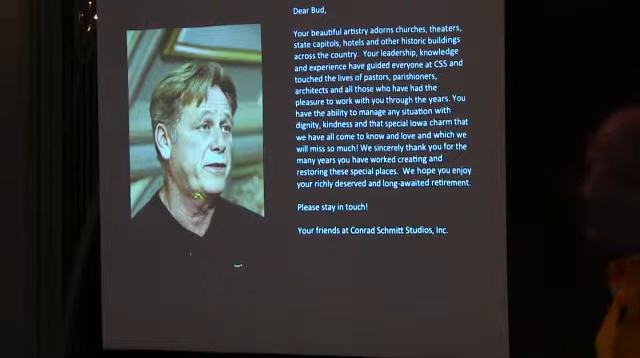 Dear Bud,
Your beautiful artistry adorns churches, theaters,
state capitols, hotels and other historic buildings
across the country. Your leadership, knowledge
and experience have guided everyone at CSS and
touched the lives of pastors, parishioners,
architects and all those who have had the
pleasure to work with you through the years. You
have the ability to manage any situation with
dignity, kindness and that special Iowa charm that
we have all come to know and love and which we
will miss so much! We sincerely thank you for the
many years you have worked creating and
restoring these special places. We hope you enjoy
your richly deserved and long-awaited retirement.
Please stay in touch!
Your friends at Conrad Schmitt Studios, Inc.